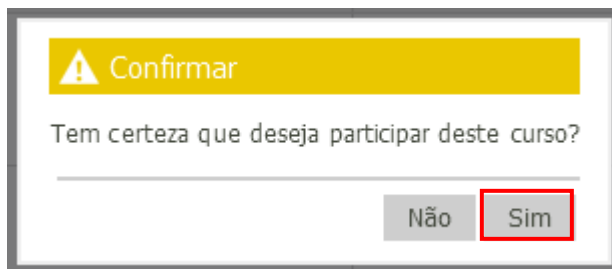 Confirmar
Tem certeza que deseja participar deste curso?
Não Sim